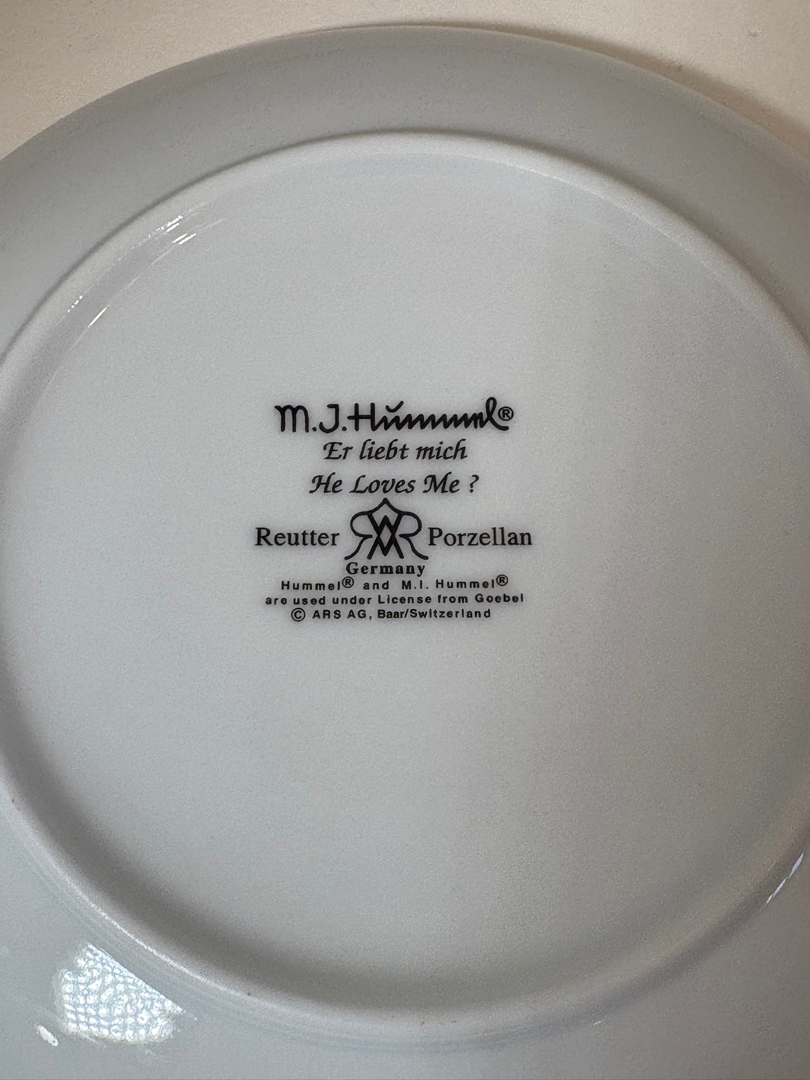 M.J.Hŭmmel®
Er liebt mich
He Loves Me ?
Reutter Porzellan
Germany
Hummel® and M.I. Hummel®
are used under License from Goebel
© ARS AG, Baar/Switzerland